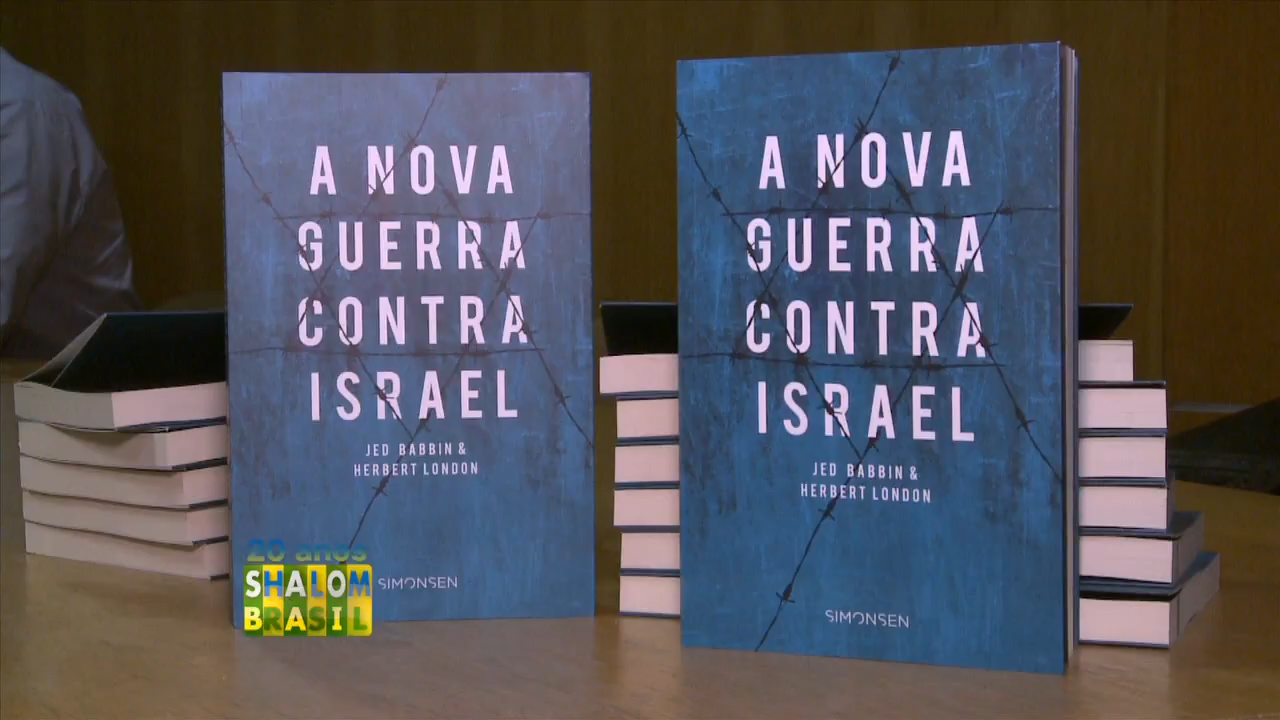 A NOVA
GUERRA
CONTRA
ISRAEL
JED BABBIN &
HERBERT LONDON
SIMONSEN
A NOVA
GUERRA
CONTRA
ISRAEL
JED BABBIN &
HERBERT LONDON
SIMONSEN
20 anos
SHALOM
BRASIL